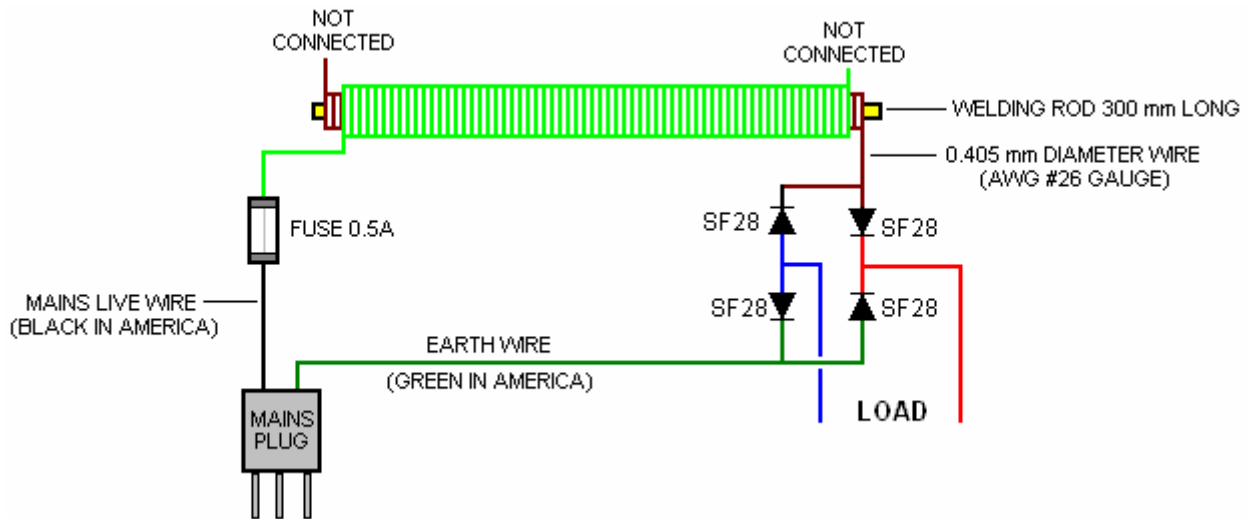 NOT
CONNECTED
NOT
CONNECTED
WELDING ROD 300 mm LONG
0.405 mm DIAMETER WIRE
(AWG #26 GAUGE)
SF28
SF28
FUSE 0.5A
MAINS LIVE WIRE
(BLACK IN AMERICA)
SF28
SF28
EARTH WIRE
(GREEN IN AMERICA)
LOAD
MAINS
PLUG